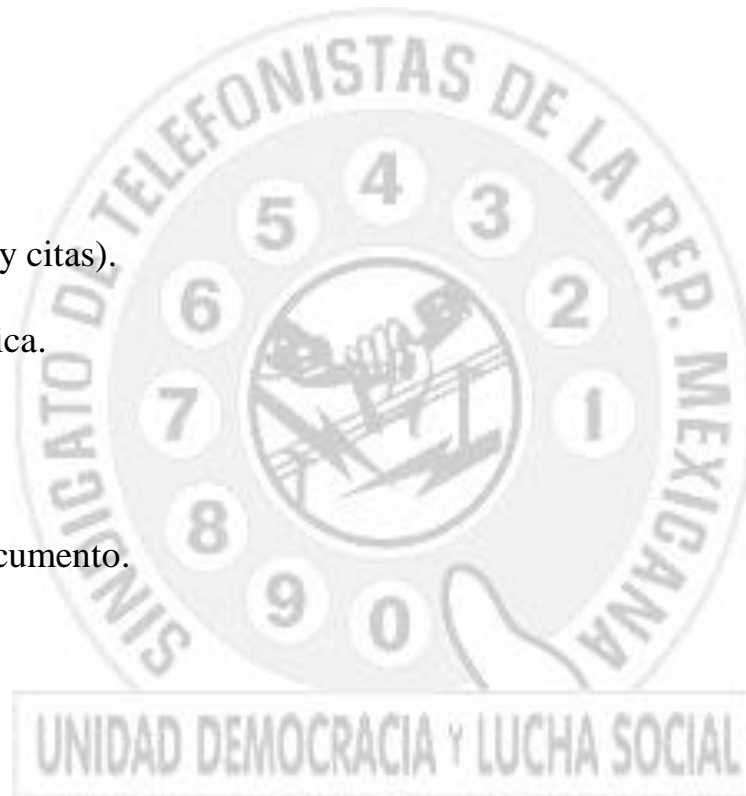 SINDICATO DE TELEFONISTAS DE LA REP. MEXICANA
y citas).
ica.
cumento.
5 4 3
6 2
7 1
8
9 0
UNIDAD DEMOCRACIA Y LUCHA SOCIAL